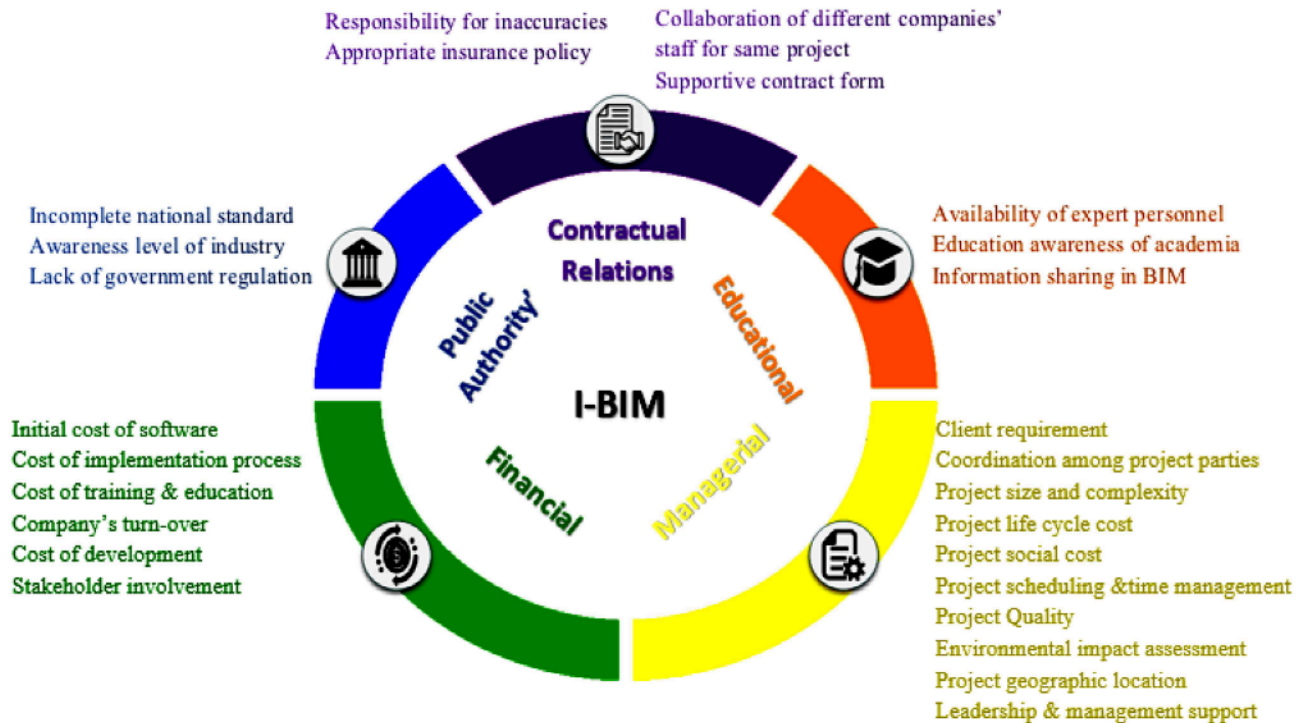 Responsibility for inaccuracies
Appropriate insurance policy
Collaboration of different companies'
staff for same project
Supportive contract form
Incomplete national standard
Awareness level of industry
Lack of government regulation
Availability of expert personnel
Education awareness of academia
Information sharing in BIM
Contractual
Relations
Public
Authority'
Educational
I-BIM
Financial
Managerial
Initial cost of software
Cost of implementation process
Cost of training & education
Company's turn-over
Cost of development
Stakeholder involvement
Client requirement
Coordination among project parties
Project size and complexity
Project life cycle cost
Project social cost
Project scheduling &time management
Project Quality
Environmental impact assessment
Project geographic location
Leadership & management support